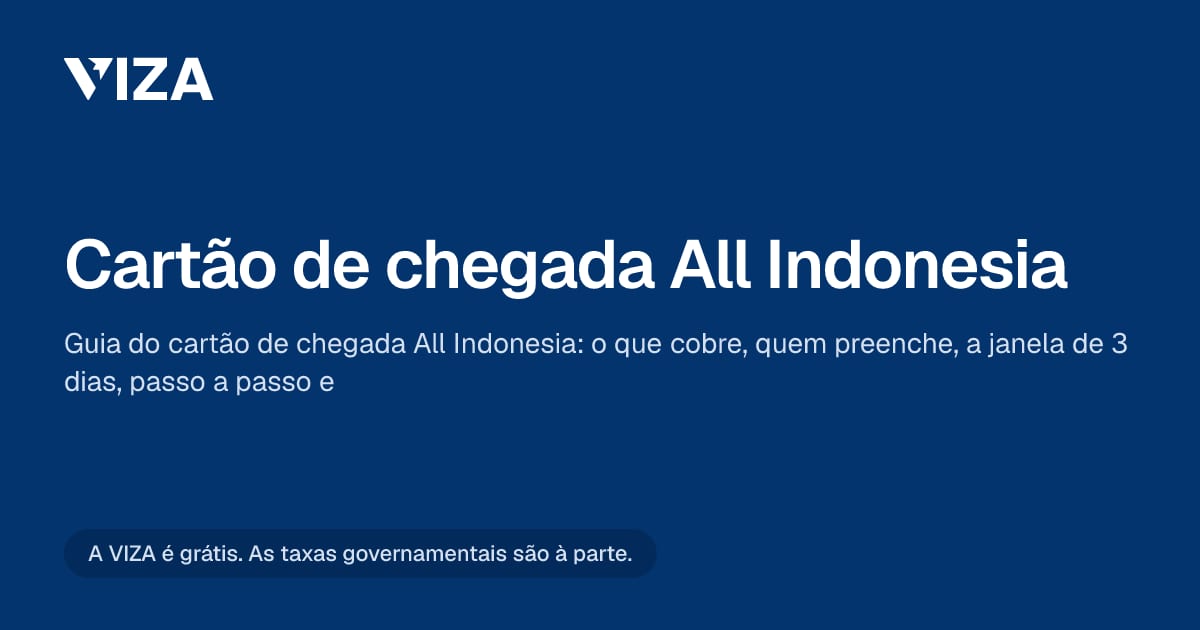 VIZA
Cartão de chegada All Indonesia
Guia do cartão de chegada All Indonesia: o que cobre, quem preenche, a janela de 3
dias, passo a passo e
A VIZA é grátis. As taxas governamentais são à parte.